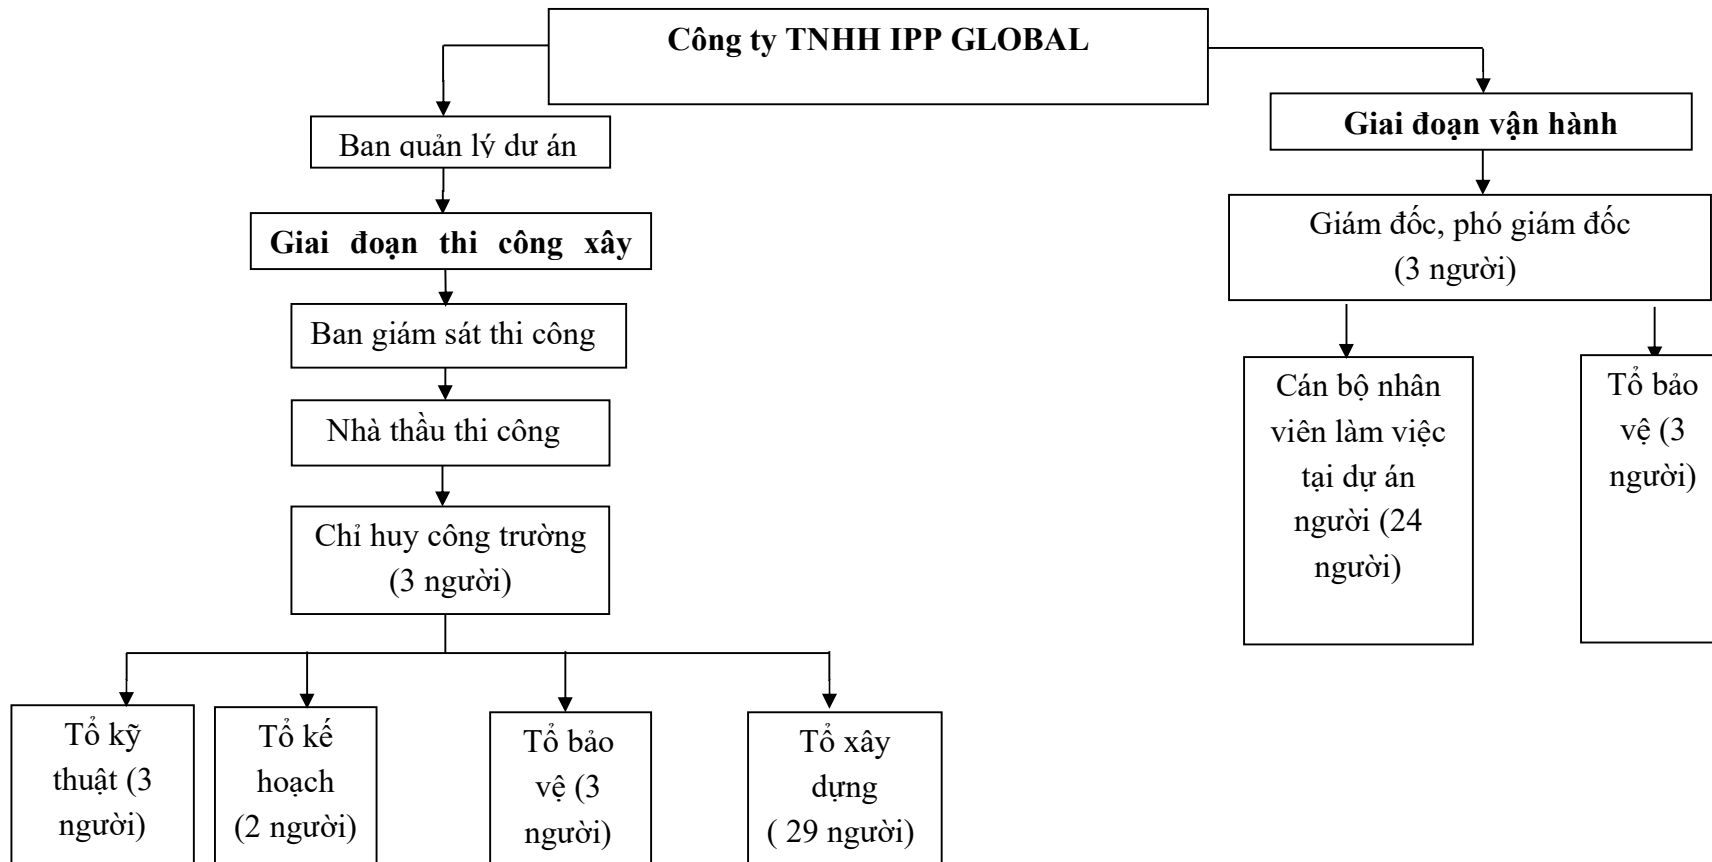 Công ty TNHH IPP GLOBAL
Ban quản lý dư án
Giai đoạn thi công xây
Ban giám sát thi công
Nhà thầu thi công
Chỉ huy công trường
(3 người)
Tổ kỹ
thuật (3
người)
Tổ kế
hoạch
(2 người)
Tổ bảo
vệ (3
người)
Tổ xây
dựng
( 29 người)
Giai đoạn vận hành
Giám đốc, phó giám đốc
(3 người)
Cán bộ nhân
viên làm việc
tại dự án
người (24
người)
Tổ bảo
vệ (3
người)